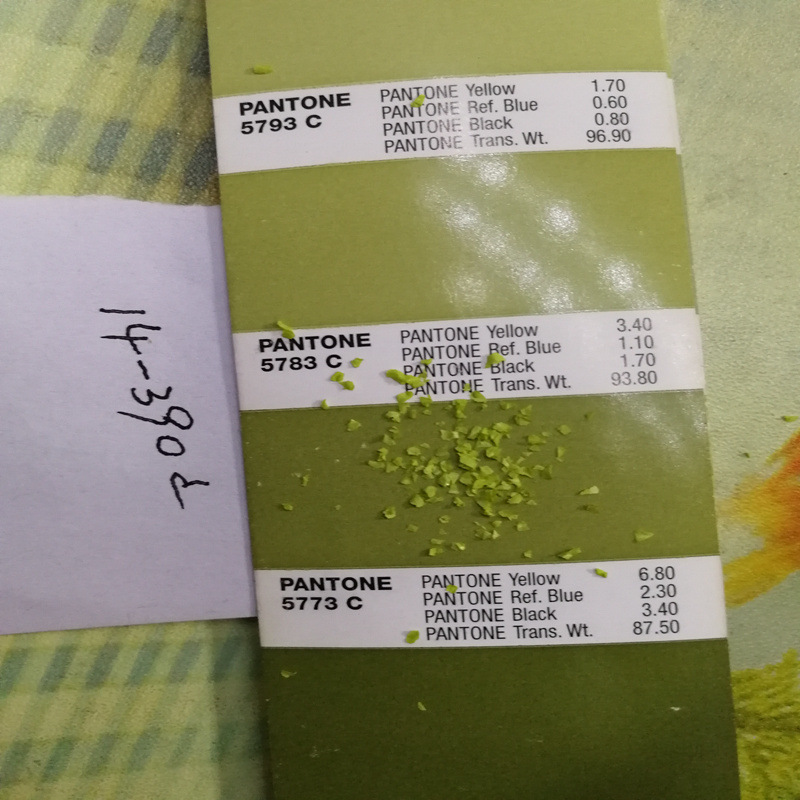 PANTONE
5793 C
PANTONE Yellow 1.70
PANTONE Ref. Blue 0.60
PANTONE Black 0.80
PANTONE Trans. Wt. 96.90
PANTONE
5783 C
PANTONE Yellow 3.40
PANTONE Ref. Blue 1.10
PANTONE Black 1.70
PANTONE Trans. Wt. 93.80
PANTONE
5773 C
PANTONE Yellow 6.80
PANTONE Ref. Blue 2.30
PANTONE Black 3.40
PANTONE Trans. Wt. 87.50